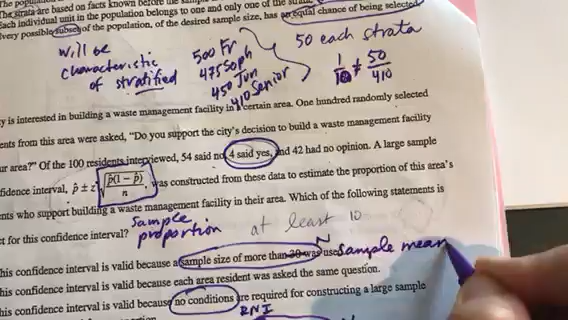 The strata are based on facts known before the
Each individual unit in the population belongs to one and only one of the strata.
Every possible subset of the population, of the desired sample size, has an equal chance of being selected
will be
characteristic
of stratified
500 Fr
475 Soph
450 Jun
410 Senior
50 each strata
1/10 ≠ 50/410
y is interested in building a waste management facility in a certain area. One hundred randomly selected
ents from this area were asked, "Do you support the city's decision to build a waste management facility
ur area?" Of the 100 residents interviewed, 54 said no, 4 said yes, and 42 had no opinion. A large sample
fidence interval, p̂ ± z √(p̂(1 − p̂)/n), was constructed from these data to estimate the proportion of this area's
ents who support building a waste management facility in their area. Which of the following statements is
ct for this confidence interval?
sample
proportion
at least 10
his confidence interval is valid because a sample size of more than 30 was used
sample mean
his confidence interval is valid because each area resident was asked the same question.
his confidence interval is valid because no conditions are required for constructing a large sample